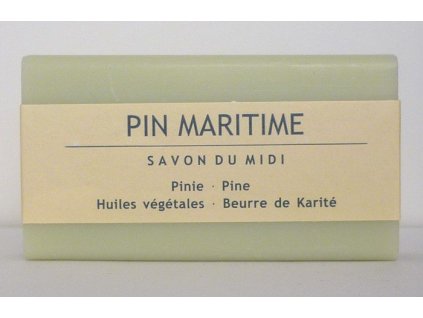 PIN MARITIME
SAVON DU MIDI
Pinie · Pine
Huiles végétales · Beurre de Karité